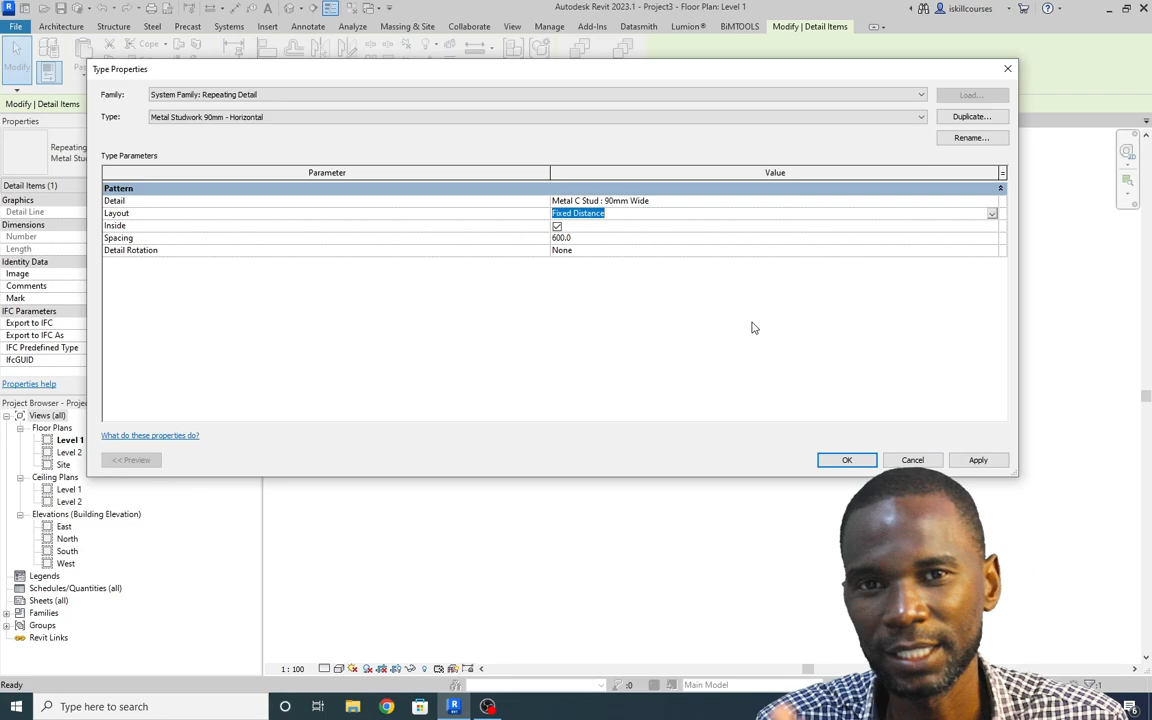 Autodesk Revit 2023.1 - Project3 - Floor Plan: Level 1
iskillcourses
File Architecture Structure Steel Precast Systems Insert Annotate Analyze Massing & Site Collaborate View Manage Add-Ins Datasmith Lumion® BiMTOOLS Modify | Detail Items
Modify
Cope
Modify | Detail Items
Properties
Repeating
Metal Stu
Detail Items (1)
Graphics
Detail Line
Dimensions
Number
Length
Identity Data
Image
Comments
Mark
IFC Parameters
Export to IFC
Export to IFC As
IFC Predefined Type
IfcGUID
Properties help
Project Browser - Proje
Views (all)
Floor Plans
Level 1
Level 2
Site
Ceiling Plans
Level 1
Level 2
Elevations (Building Elevation)
East
North
South
West
Legends
Schedules/Quantities (all)
Sheets (all)
Families
Groups
Revit Links
Type Properties
Family: System Family: Repeating Detail Load...
Type: Metal Studwork 90mm - Horizontal Duplicate...
Rename...
Type Parameters
Parameter Value =
Pattern
Detail Metal C Stud : 90mm Wide
Layout Fixed Distance
Inside
Spacing 600.0
Detail Rotation None
What do these properties do?
<< Preview OK Cancel Apply
1 : 100
Ready :0 Main Model :1
Type here to search